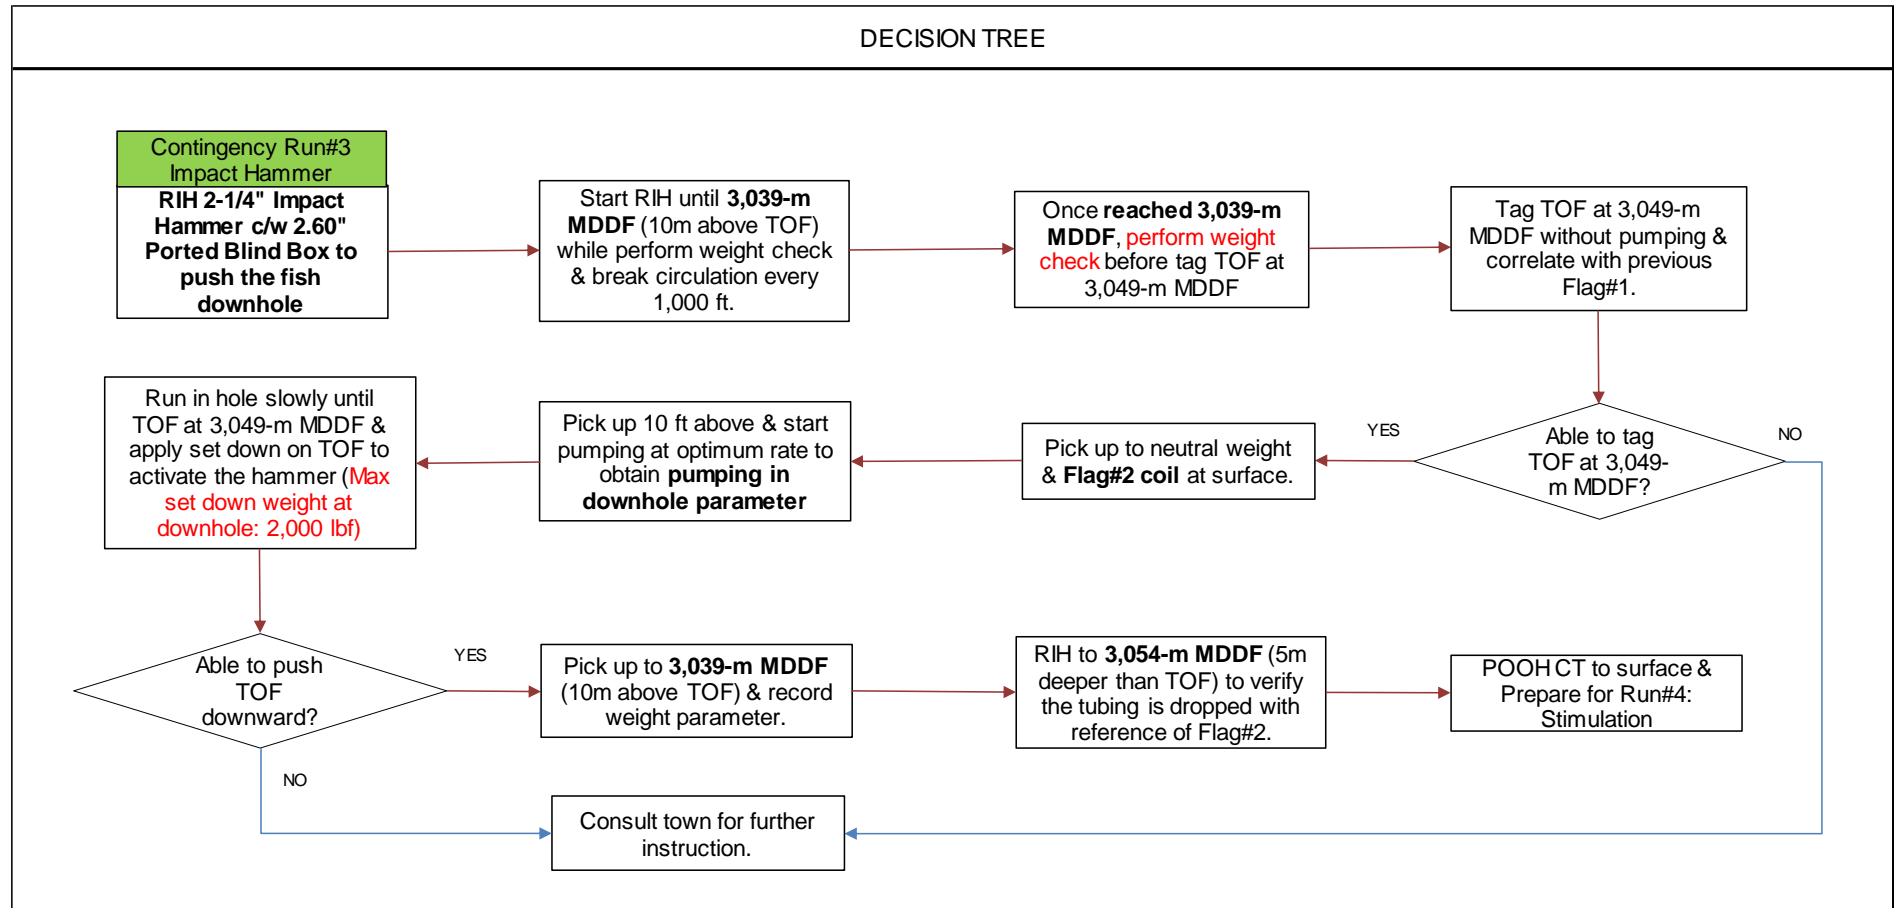 DECISION TREE
Contingency Run#3
Impact Hammer
RIH 2-1/4" Impact
Hammer c/w 2.60"
Ported Blind Box to
push the fish
downhole
Start RIH until 3,039-m
MDDF (10m above TOF)
while perform weight check
& break circulation every
1,000 ft.
Once reached 3,039-m
MDDF, perform weight
check before tag TOF at
3,049-m MDDF
Tag TOF at 3,049-m
MDDF without pumping &
correlate with previous
Flag#1.
Able to tag
TOF at 3,049-
m MDDF?
YES
NO
Pick up to neutral weight
& Flag#2 coil at surface.
Pick up 10 ft above & start
pumping at optimum rate to
obtain pumping in
downhole parameter
Run in hole slowly until
TOF at 3,049-m MDDF &
apply set down on TOF to
activate the hammer (Max
set down weight at
downhole: 2,000 lbf)
Able to push
TOF
downward?
YES
NO
Pick up to 3,039-m MDDF
(10m above TOF) & record
weight parameter.
RIH to 3,054-m MDDF (5m
deeper than TOF) to verify
the tubing is dropped with
reference of Flag#2.
POOH CT to surface &
Prepare for Run#4:
Stimulation
Consult town for further
instruction.